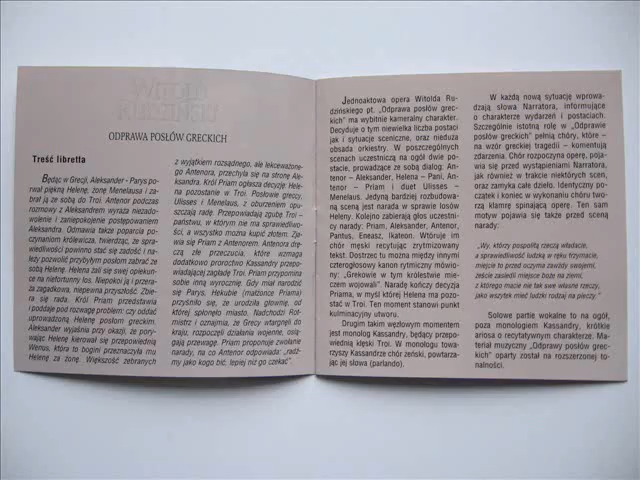 ODPRAWA POSŁÓW GRECKICH
Treść libretta
Będąc w Grecji, Aleksander - Parys po-
rwał piękną Helenę, żonę Menelausa i za-
brał ją ze sobą do Troi. Antenor podczas
rozmowy z Aleksandrem wyraża niezado-
wolenie i zaniepokojenie postępowaniem
Aleksandra. Odmawia także poparcia po-
czynaniom królewicza, twierdząc, że spra-
wiedliwości powinno stać się zadość i na-
leży pozwolić przybyłym posłom zabrać ze
sobą Helenę. Helena żali się swej opiekun-
ce na niefortunny los. Niepokoi ją i przera-
ża zagadkowa, niepewna przyszłość. Zbie-
ra się rada. Król Priam przedstawia
i poddaje pod rozwagę problem: czy oddać
uprowadzoną Helenę posłom greckim.
Aleksander wyjaśnia przy okazji, że pory-
wając Helenę kierował się przepowiednią
Wenus, która to bogini przeznaczyła mu
Helenę za żonę. Większość zebranych
z wyjątkiem rozsądnego, ale lekceważone-
go Antenora, przechyla się na stronę Ale-
ksandra. Król Priam ogłasza decyzję: Hele-
na pozostanie w Troi. Posłowie greccy,
Ulisses i Menelaus, z oburzeniem opu-
szczają radę. Przepowiadają zgubę Troi –
państwu, w którym nie ma sprawiedliwo-
ści, a wszystko można kupić złotem. Zja-
wia się Priam z Antenorem. Antenora drę-
czą złe przeczucia, które wzmaga
dodatkowo proroctwo Kassandry przepo-
wiadającej zagładę Troi. Priam przypomina
sobie inną wyrocznię. Gdy miał narodzić
się Parys, Hekubie (małżonce Priama)
przyśniło się, że urodziła głownię, od
której spłonęło miasto. Nadchodzi Rot-
mistrz i oznajmia, że Grecy wtargnęli do
kraju, rozpoczęli działania wojenne, osią-
gają przewagę. Priam proponuje zwołanie
narady, na co Antenor odpowiada: „radź-
my jako kogo bić, lepiej niż go czekać”.
Jednoaktowa opera Witolda Ru-
dzińskiego pt. „Odprawa posłów grec-
kich” ma wybitnie kameralny charakter.
Decyduje o tym niewielka liczba postaci
jak i sytuacje sceniczne, oraz nieduża
obsada orkiestry. W poszczególnych
scenach uczestniczą na ogół dwie po-
stacie, prowadzące ze sobą dialog: An-
tenor – Aleksander, Helena – Pani, An-
tenor – Priam i duet Ulisses –
Menelaus. Jedyną bardziej rozbudowa-
ną sceną jest narada w sprawie losów
Heleny. Kolejno zabierają głos uczestni-
cy narady: Priam, Aleksander, Antenor,
Pantus, Eneasz, Ikateon. Wtóruje im
chór męski recytując zrytmizowany
tekst. Dostrzec tu można między innymi
czterogłosowy kanon rytmiczny mówio-
ny: „Grekowie w tym królestwie mie-
czem wojowali”. Naradę kończy decyzja
Priama, w myśl której Helena ma pozo-
stać w Troi. Ten moment stanowi punkt
kulminacyjny utworu.
Drugim takim węzłowym momentem
jest monolog Kassandry, będący przepo-
wiednią klęski Troi. W monologu towa-
rzyszy Kassandrze chór żeński, powtarza-
jąc jej słowa (parlando).
W każdą nową sytuację wprowa-
dzają słowa Narratora, informujące
o charakterze wydarzeń i postaciach.
Szczególnie istotną rolę w „Odprawie
posłów greckich” pełnią chóry, które –
na wzór greckiej tragedii – komentują
zdarzenia. Chór rozpoczyna operę, poja-
wia się przed wystąpieniami Narratora,
jak również w trakcie niektórych scen,
oraz zamyka całe dzieło. Identyczny po-
czątek i koniec w wykonaniu chóru two-
rzą klamrę spinającą operę. Ten sam
motyw pojawia się także przed sceną
narady:
„Wy, którzy pospolitą rzeczą władacie,
a sprawiedliwość ludzką w ręku trzymacie,
miejcie to przed oczyma zawżdy swojemi,
żeście zasiedli miejsce boże na ziemi,
z którego macie nie tak swe własne rzeczy,
jako wszytek mieć ludzki rodzaj na pieczy.”
Solowe partie wokalne to na ogół,
poza monologiem Kassandry, krótkie
ariosa o recytatywnym charakterze. Ma-
teriał muzyczny „Odprawy posłów grec-
kich” oparty został na rozszerzonej to-
nalności.